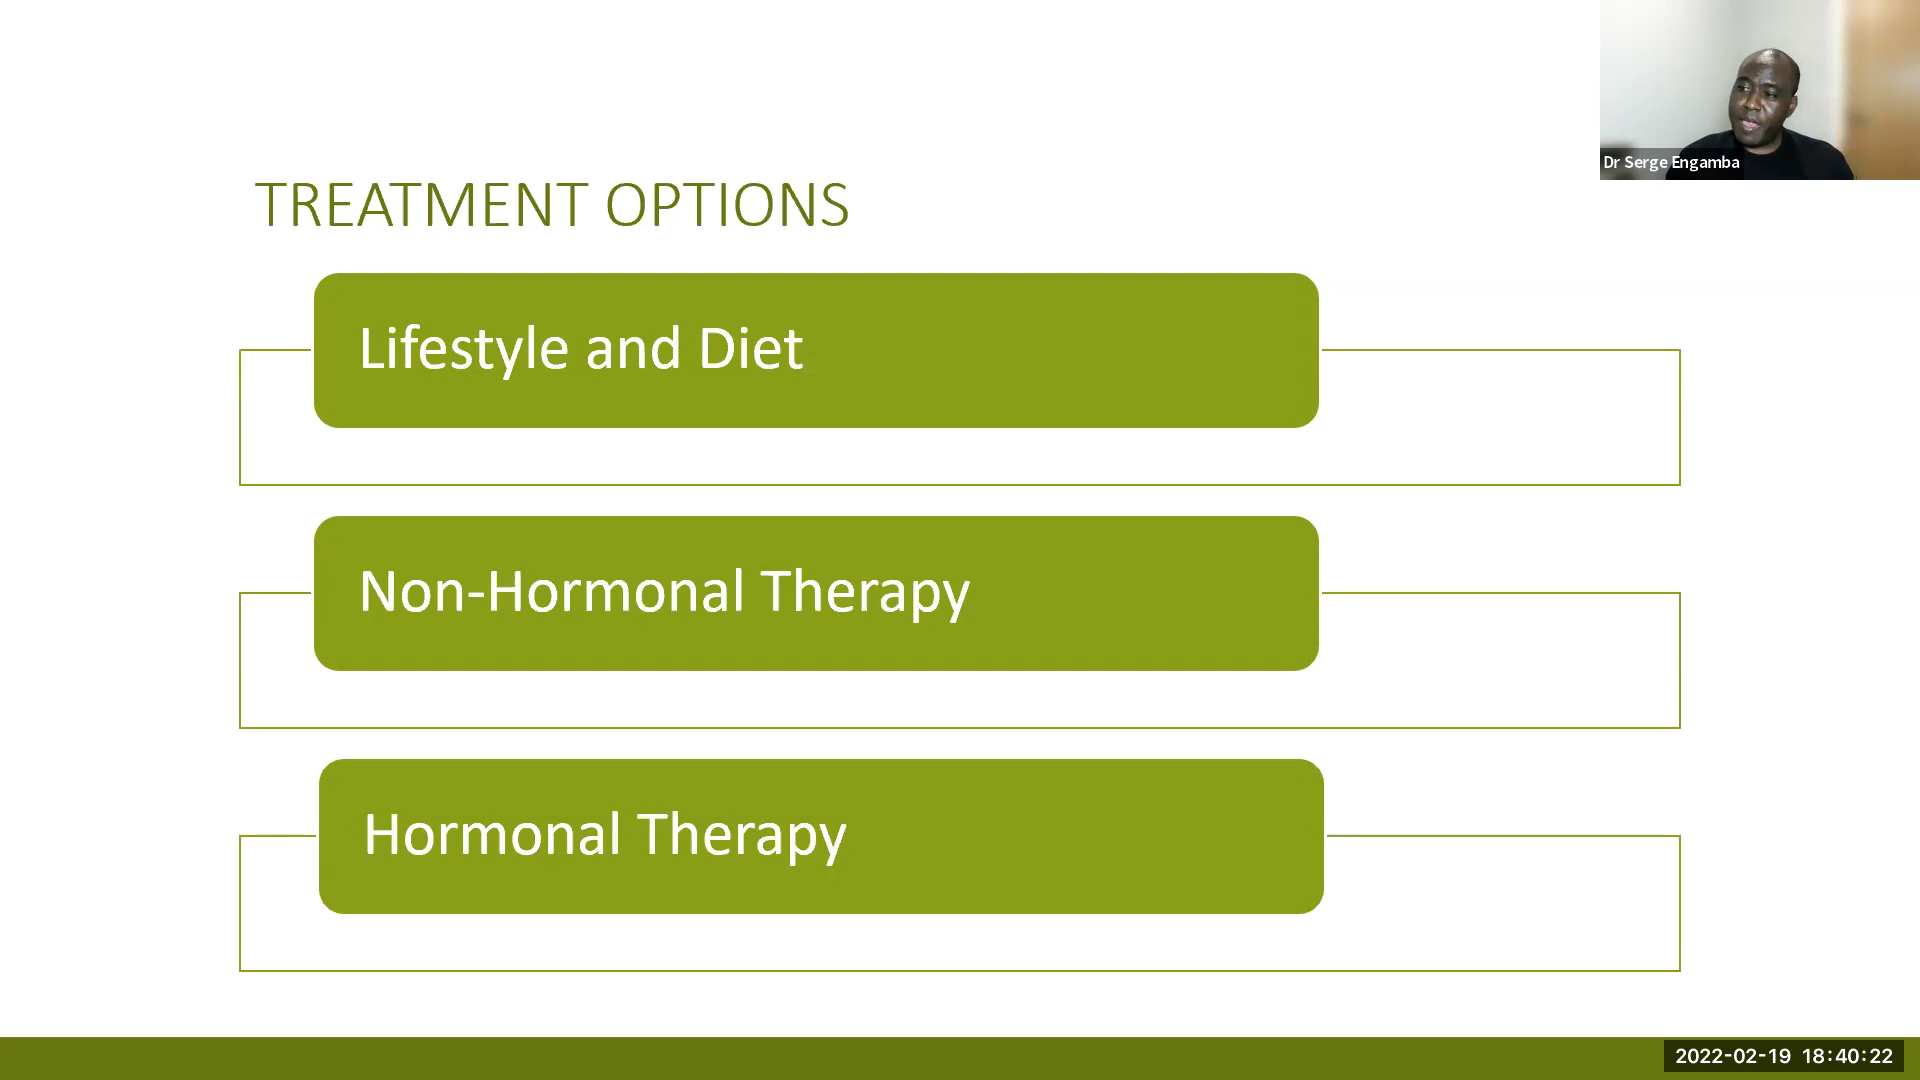 Dr Serge Engamba
TREATMENT OPTIONS
Lifestyle and Diet
Non-Hormonal Therapy
Hormonal Therapy
2022-02-19 18:40:22